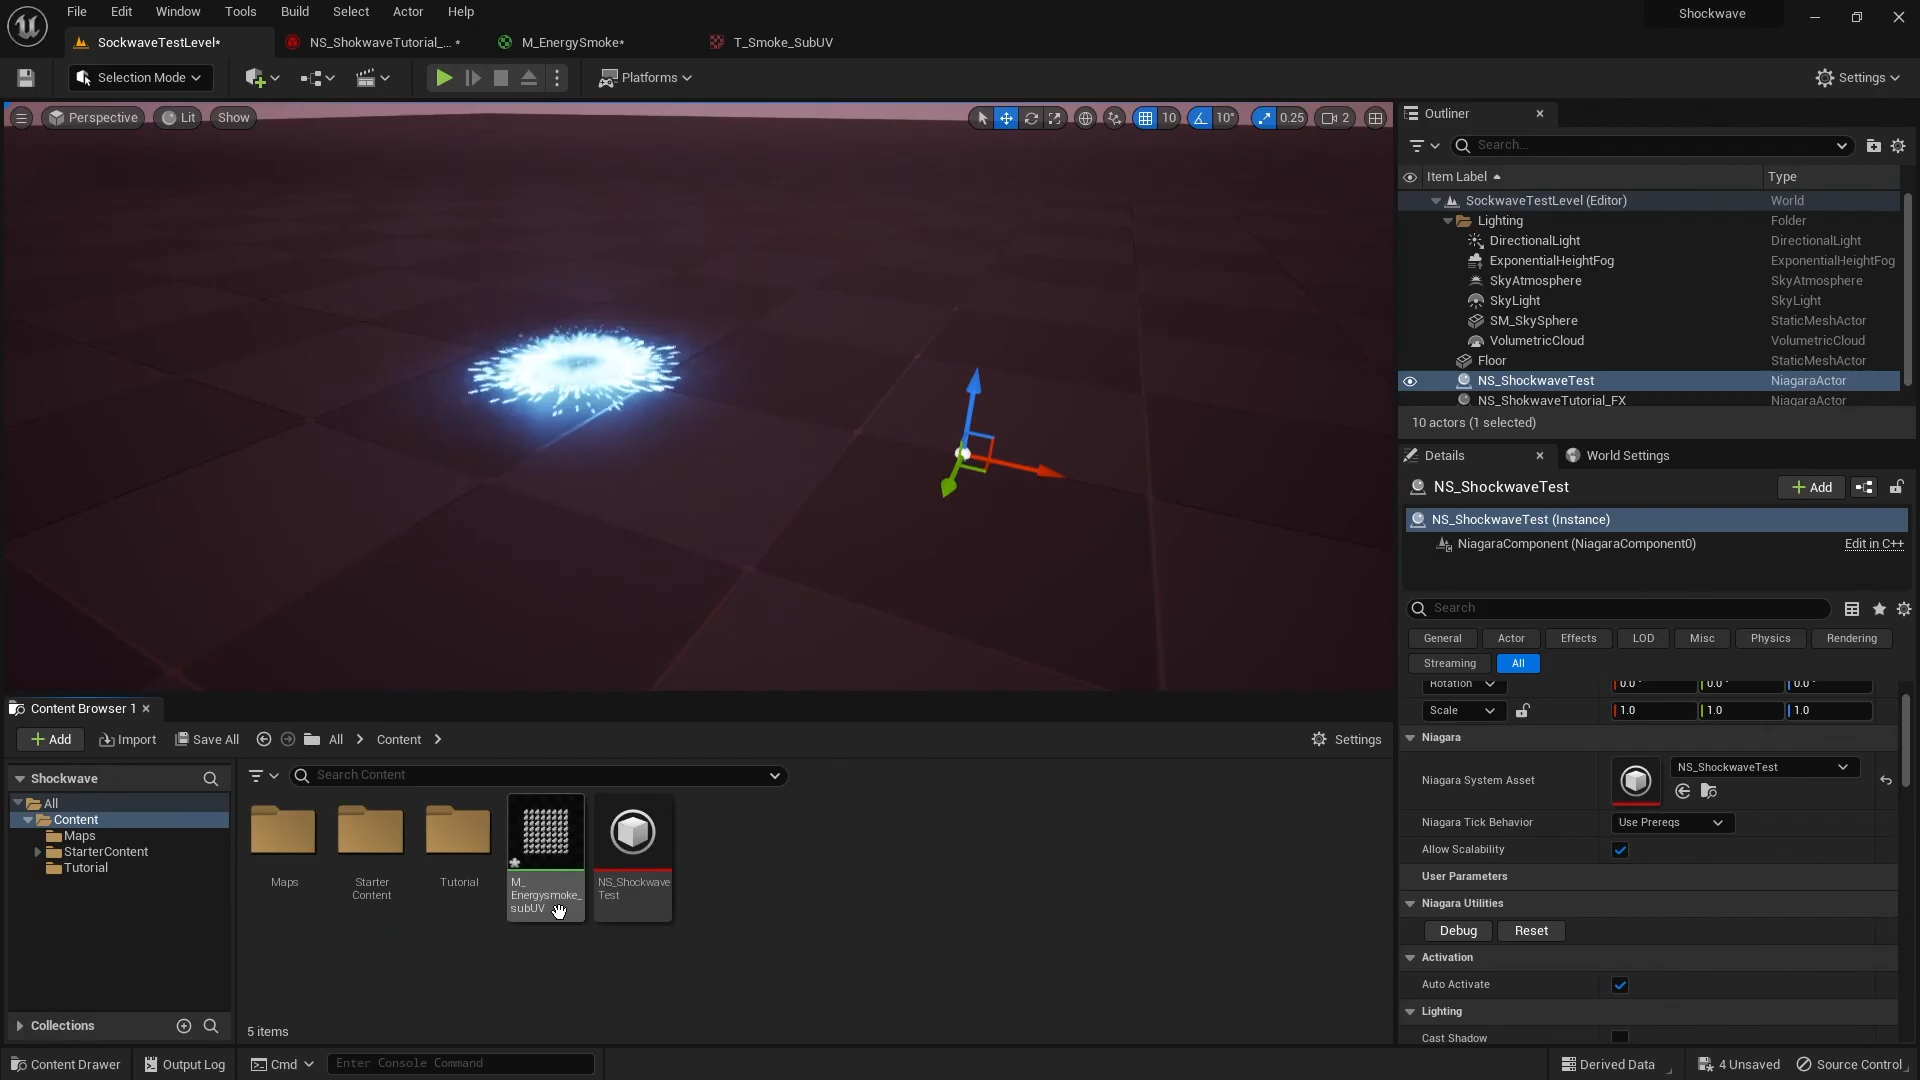 File Edit Window Tools Build Select Actor Help
Shockwave
SockwaveTestLevel*
NS_ShokwaveTutorial_... *
M_EnergySmoke*
T_Smoke_SubUV
Selection Mode
Platforms
Settings
Perspective
Lit
Show
10
10°
0.25
2
Outliner
Search...
Item Label
Type
SockwaveTestLevel (Editor)
World
Lighting
Folder
DirectionalLight
DirectionalLight
ExponentialHeightFog
ExponentialHeightFog
SkyAtmosphere
SkyAtmosphere
SkyLight
SkyLight
SM_SkySphere
StaticMeshActor
VolumetricCloud
VolumetricCloud
Floor
StaticMeshActor
NS_ShockwaveTest
NiagaraActor
NS_ShokwaveTutorial_FX
NiagaraActor
10 actors (1 selected)
Details
World Settings
NS_ShockwaveTest
Add
NS_ShockwaveTest (Instance)
NiagaraComponent (NiagaraComponent0)
Edit in C++
Search
General
Actor
Effects
LOD
Misc
Physics
Rendering
Streaming
All
Rotation
0.0°
0.0°
0.0°
Scale
1.0
1.0
1.0
Niagara
Niagara System Asset
NS_ShockwaveTest
Niagara Tick Behavior
Use Prereqs
Allow Scalability
User Parameters
Niagara Utilities
Debug
Reset
Activation
Auto Activate
Lighting
Cast Shadow
Content Browser 1
Add
Import
Save All
All
Content
Settings
Shockwave
Search Content
All
Content
Maps
StarterContent
Tutorial
Collections
Maps
Starter
Content
Tutorial
M_
Energysmoke_
subUV
NS_Shockwave
Test
5 items
Content Drawer
Output Log
Cmd
Enter Console Command
Derived Data
4 Unsaved
Source Control